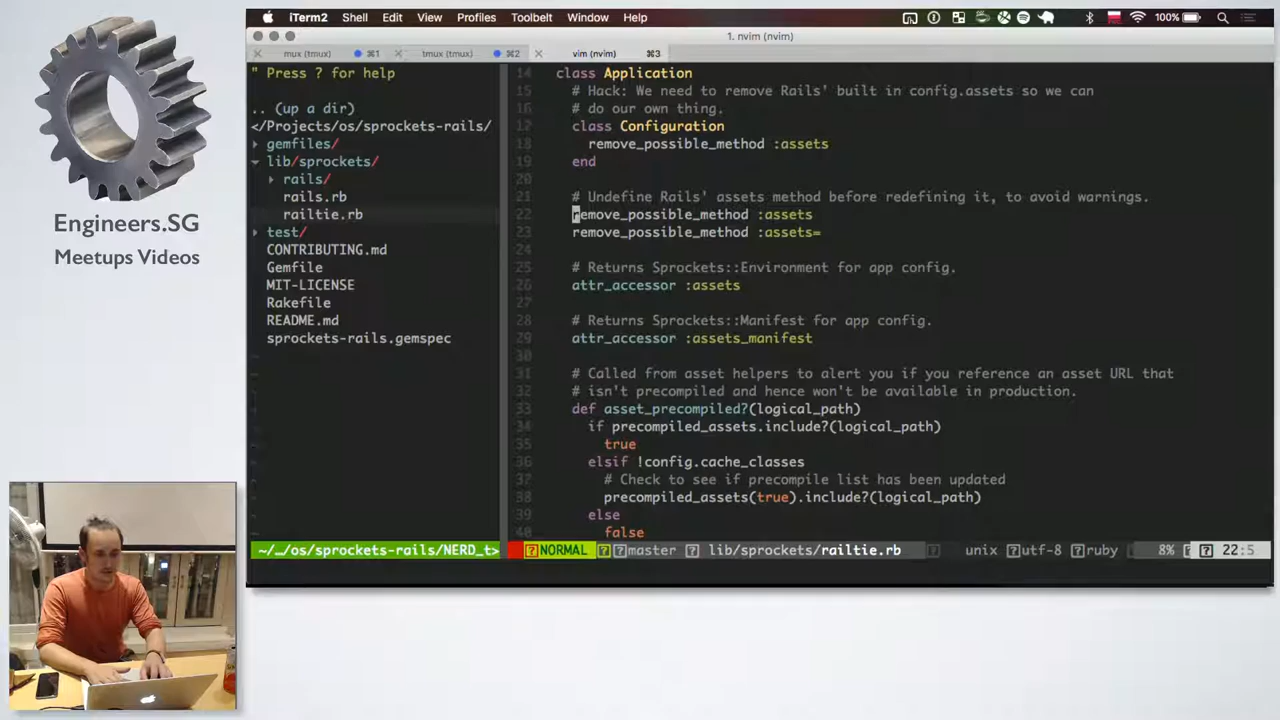 iTerm2 Shell Edit View Profiles Toolbelt Window Help 100%
1. nvim (nvim)
mux (tmux) ⌘1 tmux (tmux) ⌘2 vim (nvim) ⌘3
" Press ? for help
.. (up a dir)
</Projects/os/sprockets-rails/
gemfiles/
lib/sprockets/
rails/
rails.rb
railtie.rb
test/
CONTRIBUTING.md
Gemfile
MIT-LICENSE
Rakefile
README.md
sprockets-rails.gemspec
14 class Application
15 # Hack: We need to remove Rails' built in config.assets so we can
16 # do our own thing.
17 class Configuration
18 remove_possible_method :assets
19 end
20
21 # Undefine Rails' assets method before redefining it, to avoid warnings.
22 remove_possible_method :assets
23 remove_possible_method :assets=
24
25 # Returns Sprockets::Environment for app config.
26 attr_accessor :assets
27
28 # Returns Sprockets::Manifest for app config.
29 attr_accessor :assets_manifest
30
31 # Called from asset helpers to alert you if you reference an asset URL that
32 # isn't precompiled and hence won't be available in production.
33 def asset_precompiled?(logical_path)
34 if precompiled_assets.include?(logical_path)
35 true
36 elsif !config.cache_classes
37 # Check to see if precompile list has been updated
38 precompiled_assets(true).include?(logical_path)
39 else
40 false
~/…/os/sprockets-rails/NERD_t> NORMAL master lib/sprockets/railtie.rb unix utf-8 ruby 8% 22:5
Engineers.SG
Meetups Videos